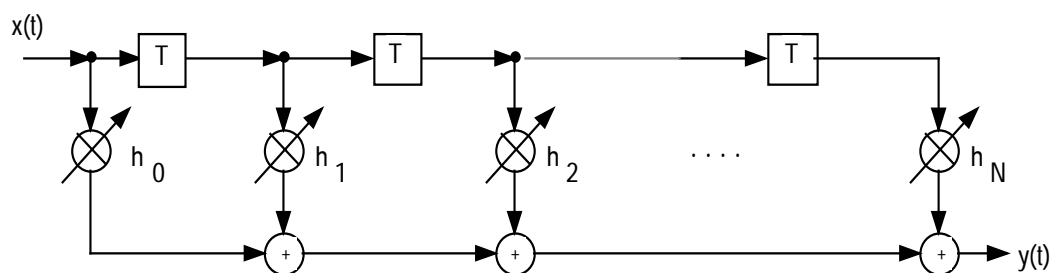 x(t)
T
T
T
h 0
h 1
h 2
. . . .
h N
+
+
+
y(t)